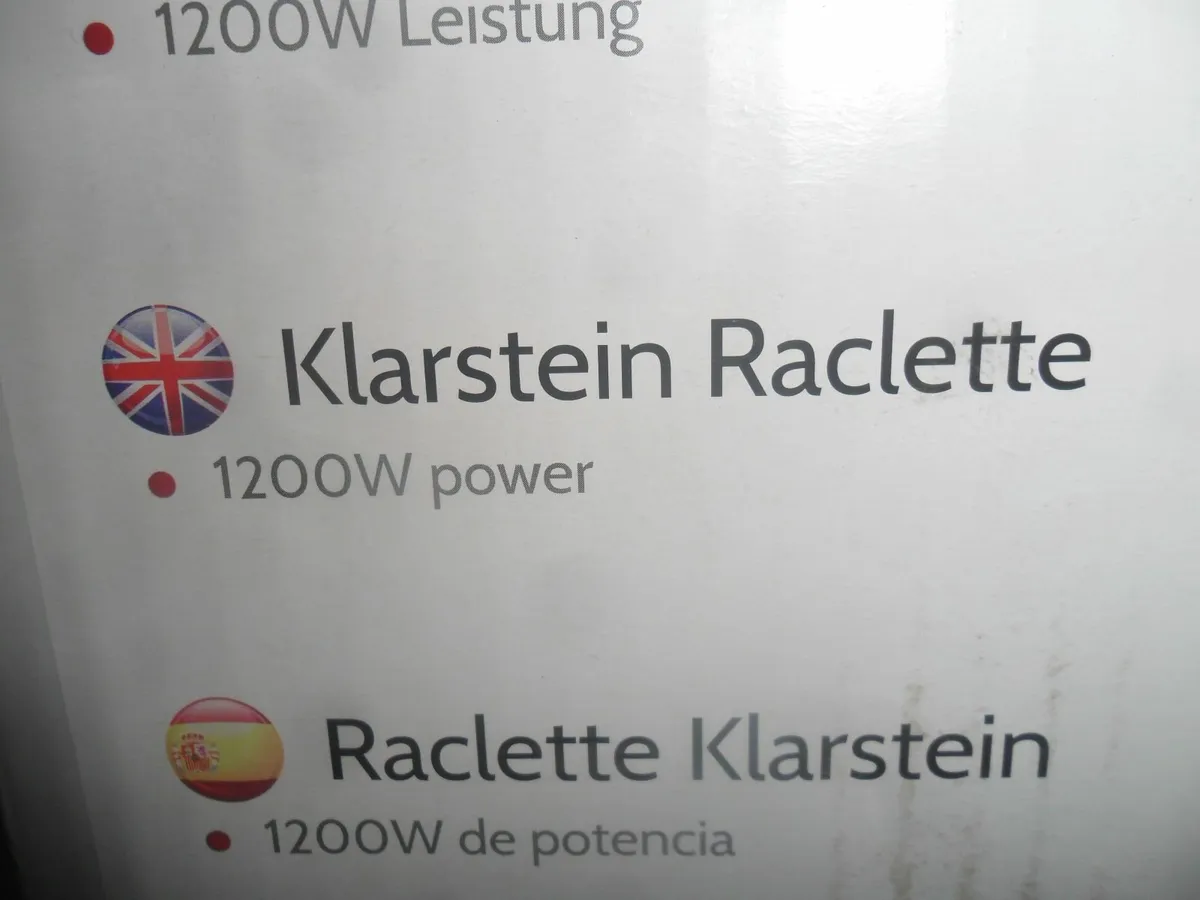 1200W Leistung
Klarstein Raclette
1200W power
Raclette Klarstein
1200W de potencia